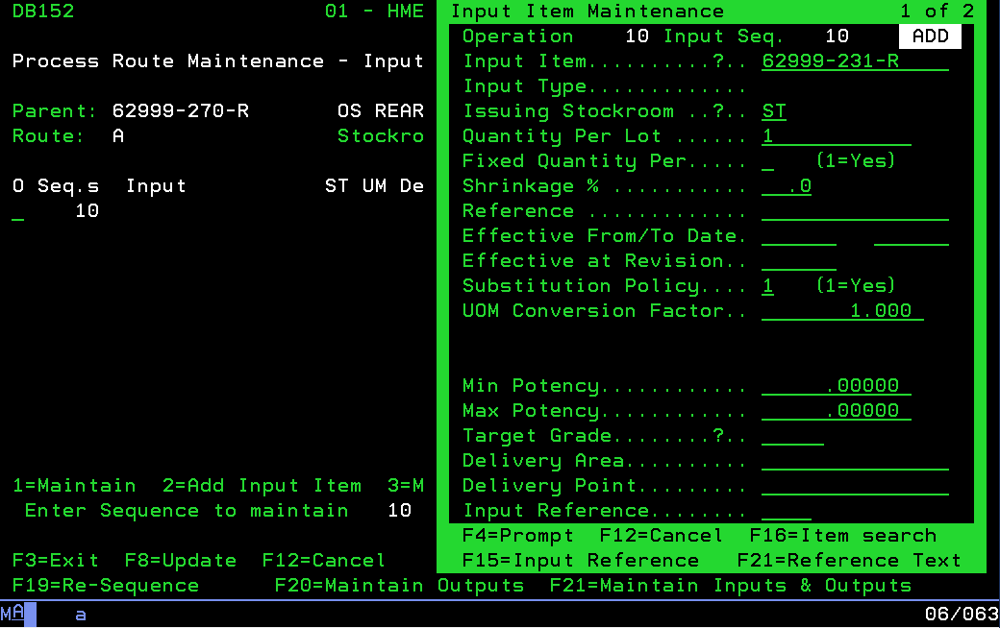 DB152 01 - HME
Process Route Maintenance - Input
Parent: 62999-270-R OS REAR
Route: A Stockro
O Seq.s Input ST UM De
_ 10
1=Maintain 2=Add Input Item 3=M
Enter Sequence to maintain 10
F3=Exit F8=Update F12=Cancel
Input Item Maintenance 1 of 2
Operation 10 Input Seq. 10 ADD
Input Item..........?.. 62999-231-R
Input Type.............
Issuing Stockroom ..?.. ST
Quantity Per Lot ...... 1
Fixed Quantity Per..... _ (1=Yes)
Shrinkage % ........... .0
Reference .............
Effective From/To Date.
Effective at Revision..
Substitution Policy.... 1 (1=Yes)
UOM Conversion Factor.. 1.000
Min Potency............ .00000
Max Potency............ .00000
Target Grade........?..
Delivery Area..........
Delivery Point.........
Input Reference........
F4=Prompt F12=Cancel F16=Item search
F15=Input Reference F21=Reference Text
F19=Re-Sequence F20=Maintain Outputs F21=Maintain Inputs & Outputs
MA a 06/063